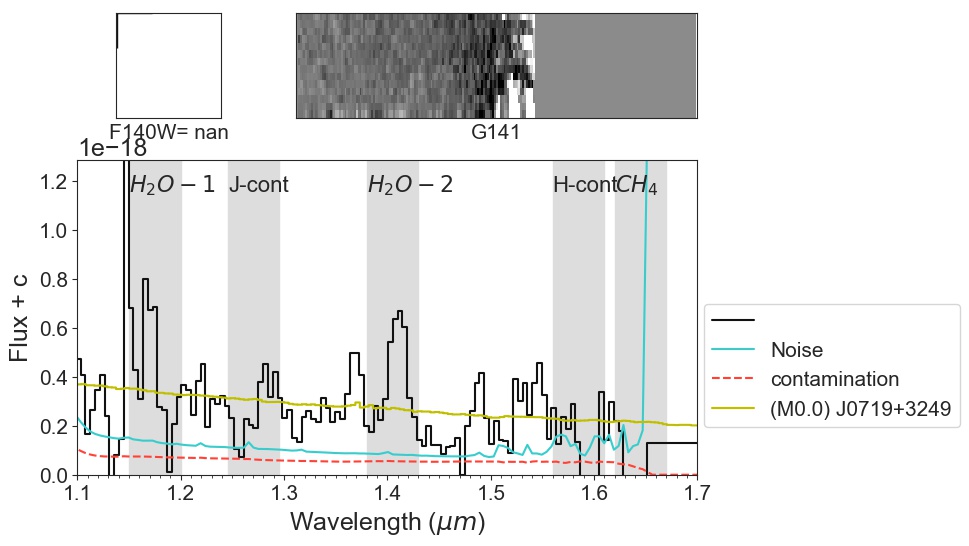 F140W= nan
G141
1e−18
H₂O − 1 J-cont H₂O − 2 H-cont CH₄
1.2
1.0
0.8
0.6
0.4
0.2
0.0
Flux + c
1.1 1.2 1.3 1.4 1.5 1.6 1.7
Wavelength (μm)
Noise
contamination
(M0.0) J0719+3249